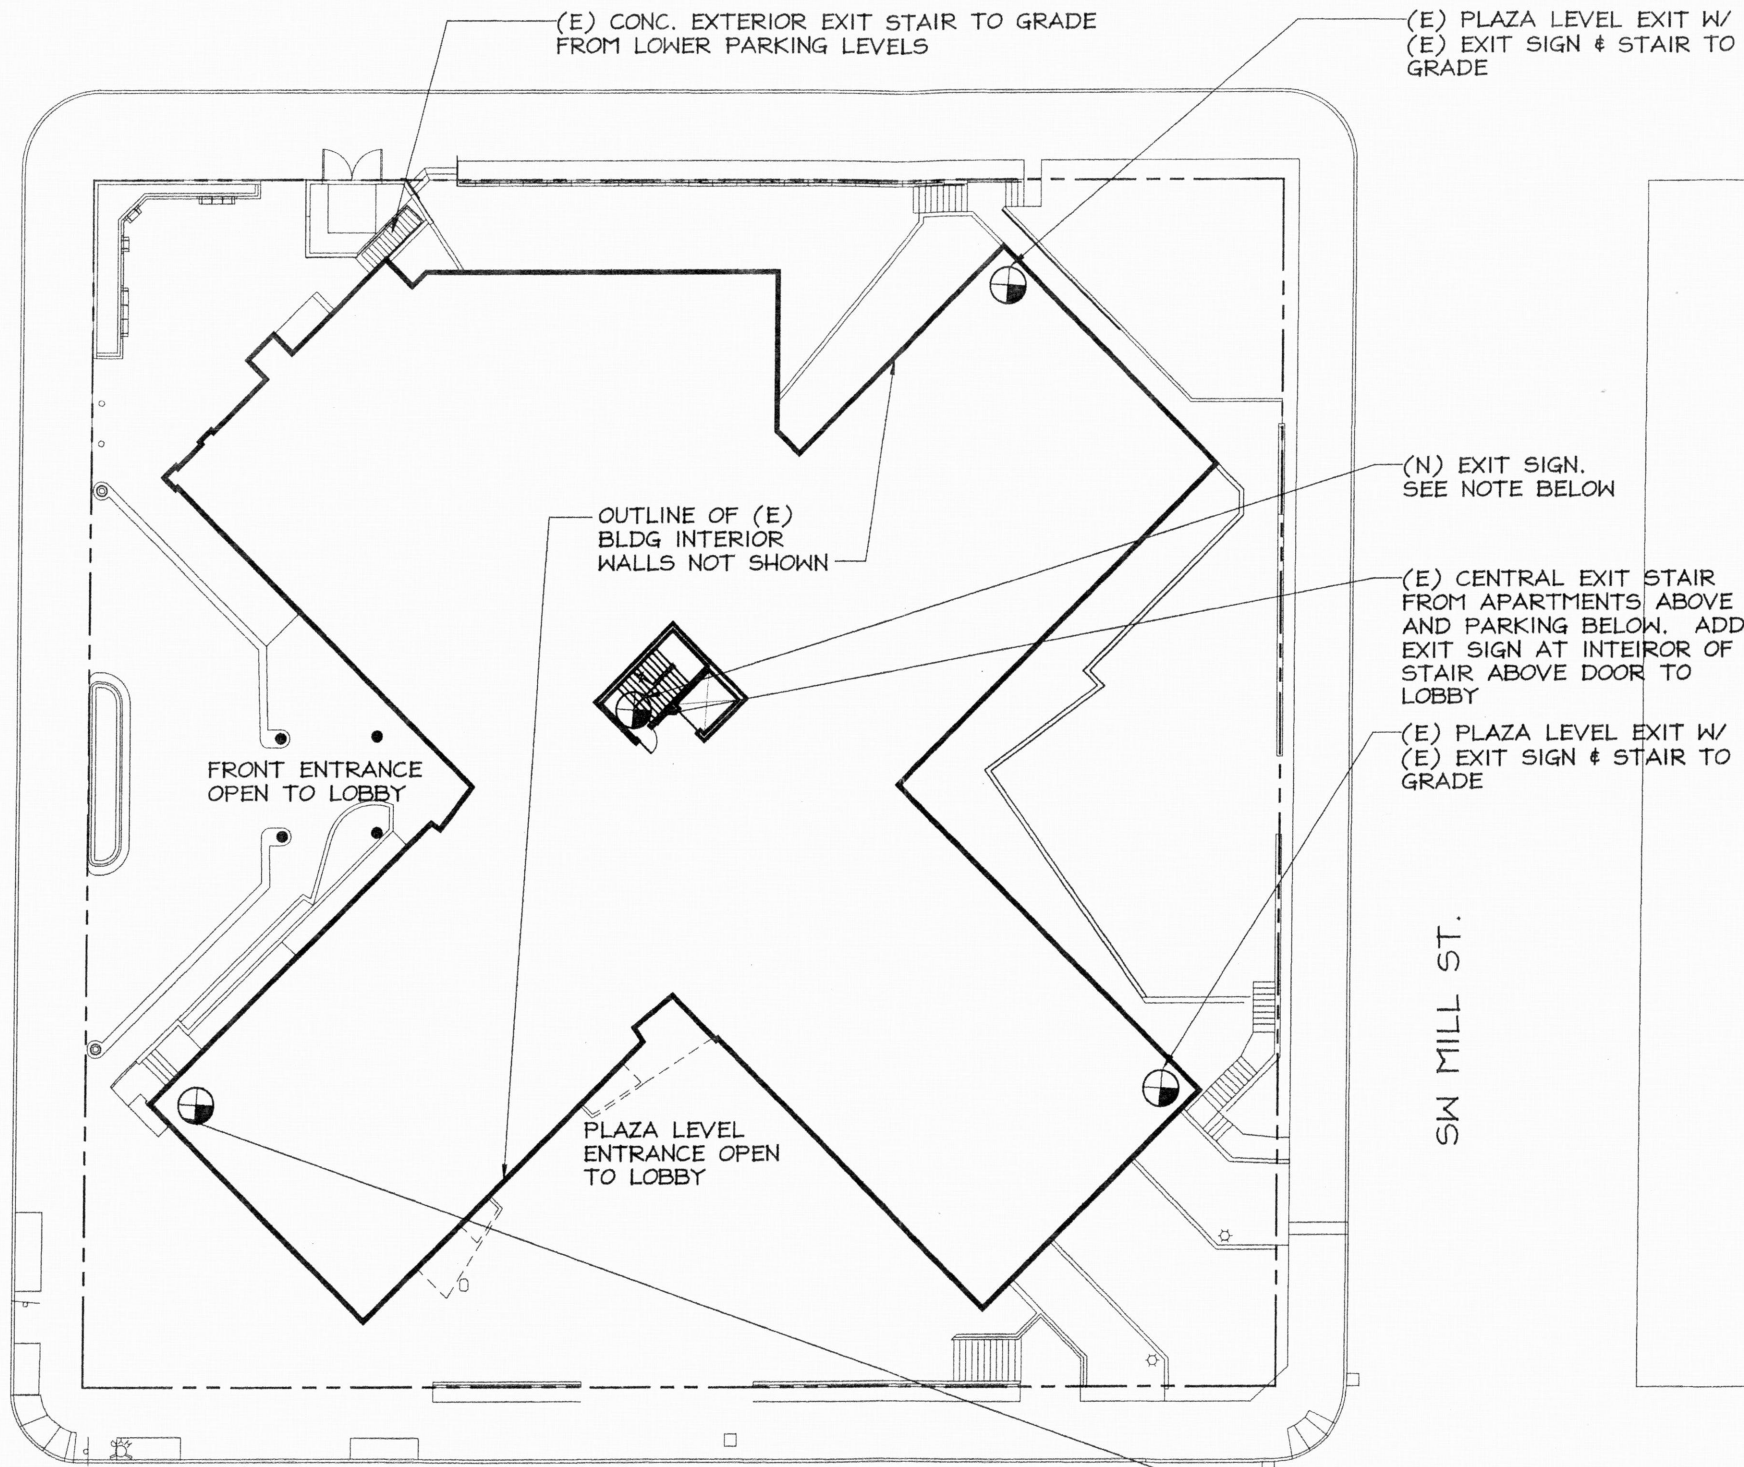 (E) CONC. EXTERIOR EXIT STAIR TO GRADE
FROM LOWER PARKING LEVELS
(E) PLAZA LEVEL EXIT W/
(E) EXIT SIGN & STAIR TO
GRADE
(N) EXIT SIGN.
SEE NOTE BELOW
OUTLINE OF (E)
BLDG INTERIOR
WALLS NOT SHOWN
(E) CENTRAL EXIT STAIR
FROM APARTMENTS ABOVE
AND PARKING BELOW. ADD
EXIT SIGN AT INTEIROR OF
STAIR ABOVE DOOR TO
LOBBY
(E) PLAZA LEVEL EXIT W/
(E) EXIT SIGN & STAIR TO
GRADE
FRONT ENTRANCE
OPEN TO LOBBY
PLAZA LEVEL
ENTRANCE OPEN
TO LOBBY
SW MILL ST.